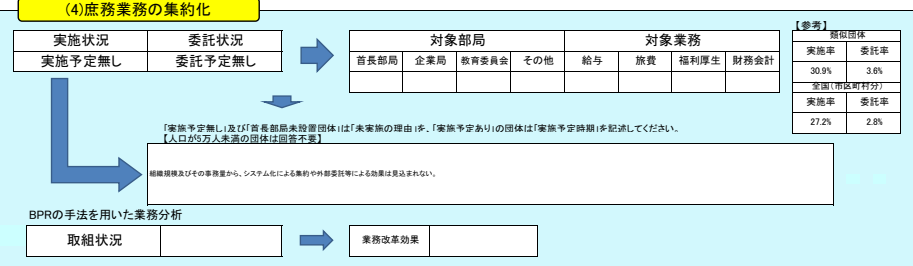 (4)庶務業務の集約化
実施状況 委託状況
実施予定無し 委託予定無し
対象部局 対象業務
首長部局 企業局 教育委員会 その他 給与 旅費 福利厚生 財務会計
【参考】
類似団体
実施率 委託率
30.9% 3.6%
全国(市区町村分)
実施率 委託率
27.2% 2.8%
「実施予定無し」及び「首長部局未設置団体」は「未実施の理由」を、「実施予定あり」の団体は「実施予定時期」を記述してください。
【人口が5万人未満の団体は回答不要】
組織規模及びその事務量から、システム化による集約や外部委託等による効果は見込まれない。
BPRの手法を用いた業務分析
取組状況
業務改革効果